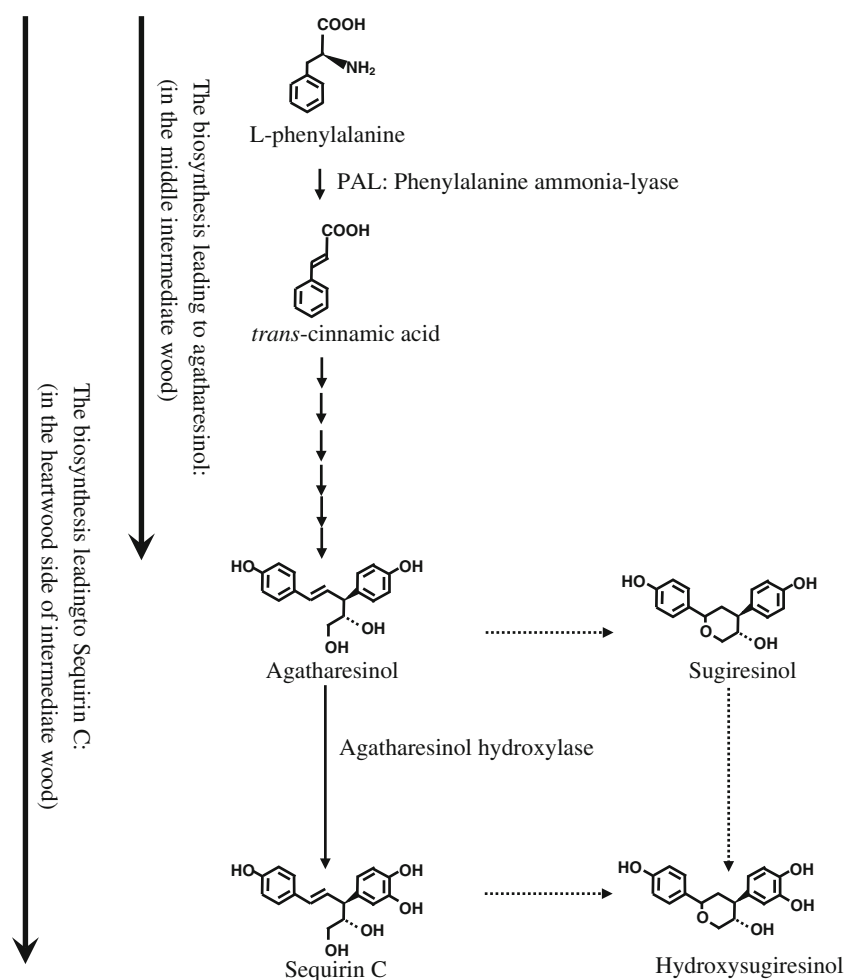 COOH
NH2
L-phenylalanine
PAL: Phenylalanine ammonia-lyase
COOH
trans-cinnamic acid
The biosynthesis leading to agatharesinol:
(in the middle intermediate wood)
The biosynthesis leadingto Sequirin C:
(in the heartwood side of intermediate wood)
HO
OH
OH
OH
Agatharesinol
HO
OH
O
OH
Sugiresinol
Agatharesinol hydroxylase
HO
OH
OH
OH
OH
Sequirin C
HO
OH
OH
O
OH
Hydroxysugiresinol